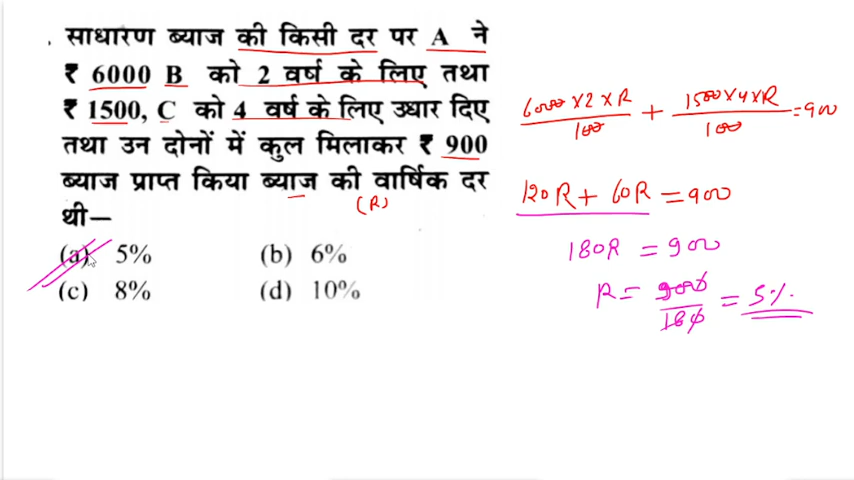 साधारण ब्याज की किसी दर पर A ने
₹ 6000 B को 2 वर्ष के लिए तथा
₹ 1500, C को 4 वर्ष के लिए उधार दिए
तथा उन दोनों में कुल मिलाकर ₹ 900
ब्याज प्राप्त किया ब्याज की वार्षिक दर
(R)
थी—
(a) 5% (b) 6%
(c) 8% (d) 10%
6000×2×R/100 + 1500×4×R/100 = 900
120R + 60R = 900
180R = 900
R = 900/180 = 5%